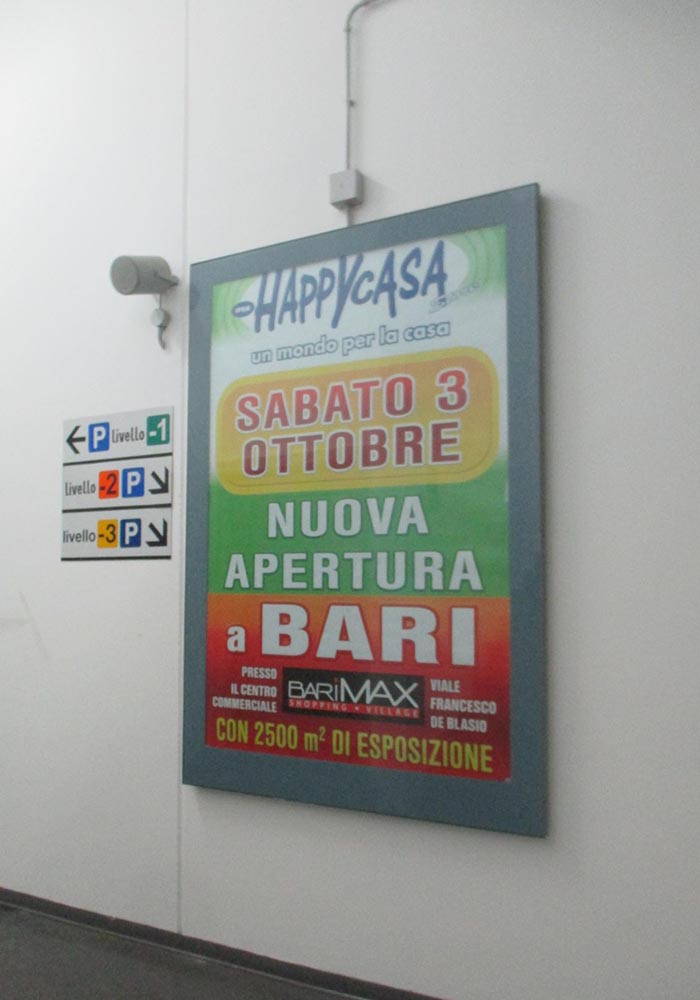 HAPPYCASA
un mondo per la casa
SABATO 3
OTTOBRE
NUOVA
APERTURA
a BARI
PRESSO
IL CENTRO
COMMERCIALE
BARIMAX
SHOPPING • VILLAGE
VIALE
FRANCESCO
DE BLASIO
CON 2500 m² DI ESPOSIZIONE
P livello -1
livello -2 P
livello -3 P